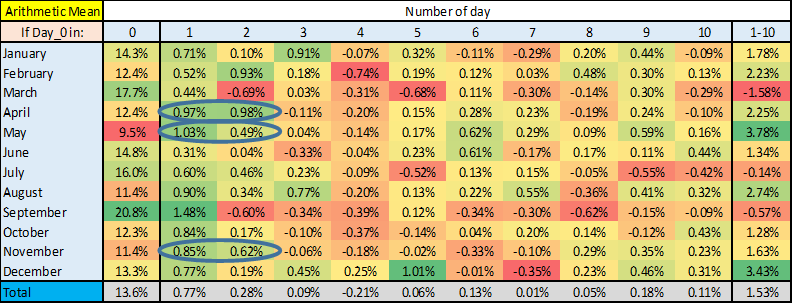 Arithmetic Mean Number of day
If Day_0 in: 0 1 2 3 4 5 6 7 8 9 10 1-10
January 14.3% 0.71% 0.10% 0.91% -0.07% 0.32% -0.11% -0.29% 0.20% 0.44% -0.09% 1.78%
February 12.4% 0.52% 0.93% 0.18% -0.74% 0.19% 0.12% 0.03% 0.48% 0.30% 0.13% 2.23%
March 17.7% 0.44% -0.69% 0.03% -0.31% -0.68% 0.11% -0.30% -0.14% 0.30% -0.29% -1.58%
April 12.4% 0.97% 0.98% -0.11% -0.20% 0.15% 0.28% 0.23% -0.19% 0.24% -0.10% 2.25%
May 9.5% 1.03% 0.49% 0.04% -0.14% 0.17% 0.62% 0.29% 0.09% 0.59% 0.16% 3.78%
June 14.8% 0.31% 0.04% -0.33% -0.04% 0.23% 0.61% -0.17% 0.17% 0.11% 0.44% 1.34%
July 16.0% 0.60% 0.46% 0.23% -0.09% -0.52% 0.13% 0.15% -0.05% -0.55% -0.42% -0.14%
August 11.4% 0.90% 0.34% 0.77% -0.20% 0.13% 0.22% 0.55% -0.36% 0.41% 0.32% 2.74%
September 20.8% 1.48% -0.60% -0.34% -0.39% 0.12% -0.34% -0.30% -0.62% -0.15% -0.09% -0.57%
October 12.3% 0.84% 0.17% -0.10% -0.37% -0.14% 0.04% 0.20% 0.14% -0.12% 0.43% 1.28%
November 11.4% 0.85% 0.62% -0.06% -0.18% -0.02% -0.33% -0.10% 0.29% 0.35% 0.23% 1.63%
December 13.3% 0.77% 0.19% 0.45% 0.25% 1.01% -0.01% -0.35% 0.23% 0.46% 0.31% 3.43%
Total 13.6% 0.77% 0.28% 0.09% -0.21% 0.06% 0.13% 0.01% 0.05% 0.18% 0.11% 1.53%